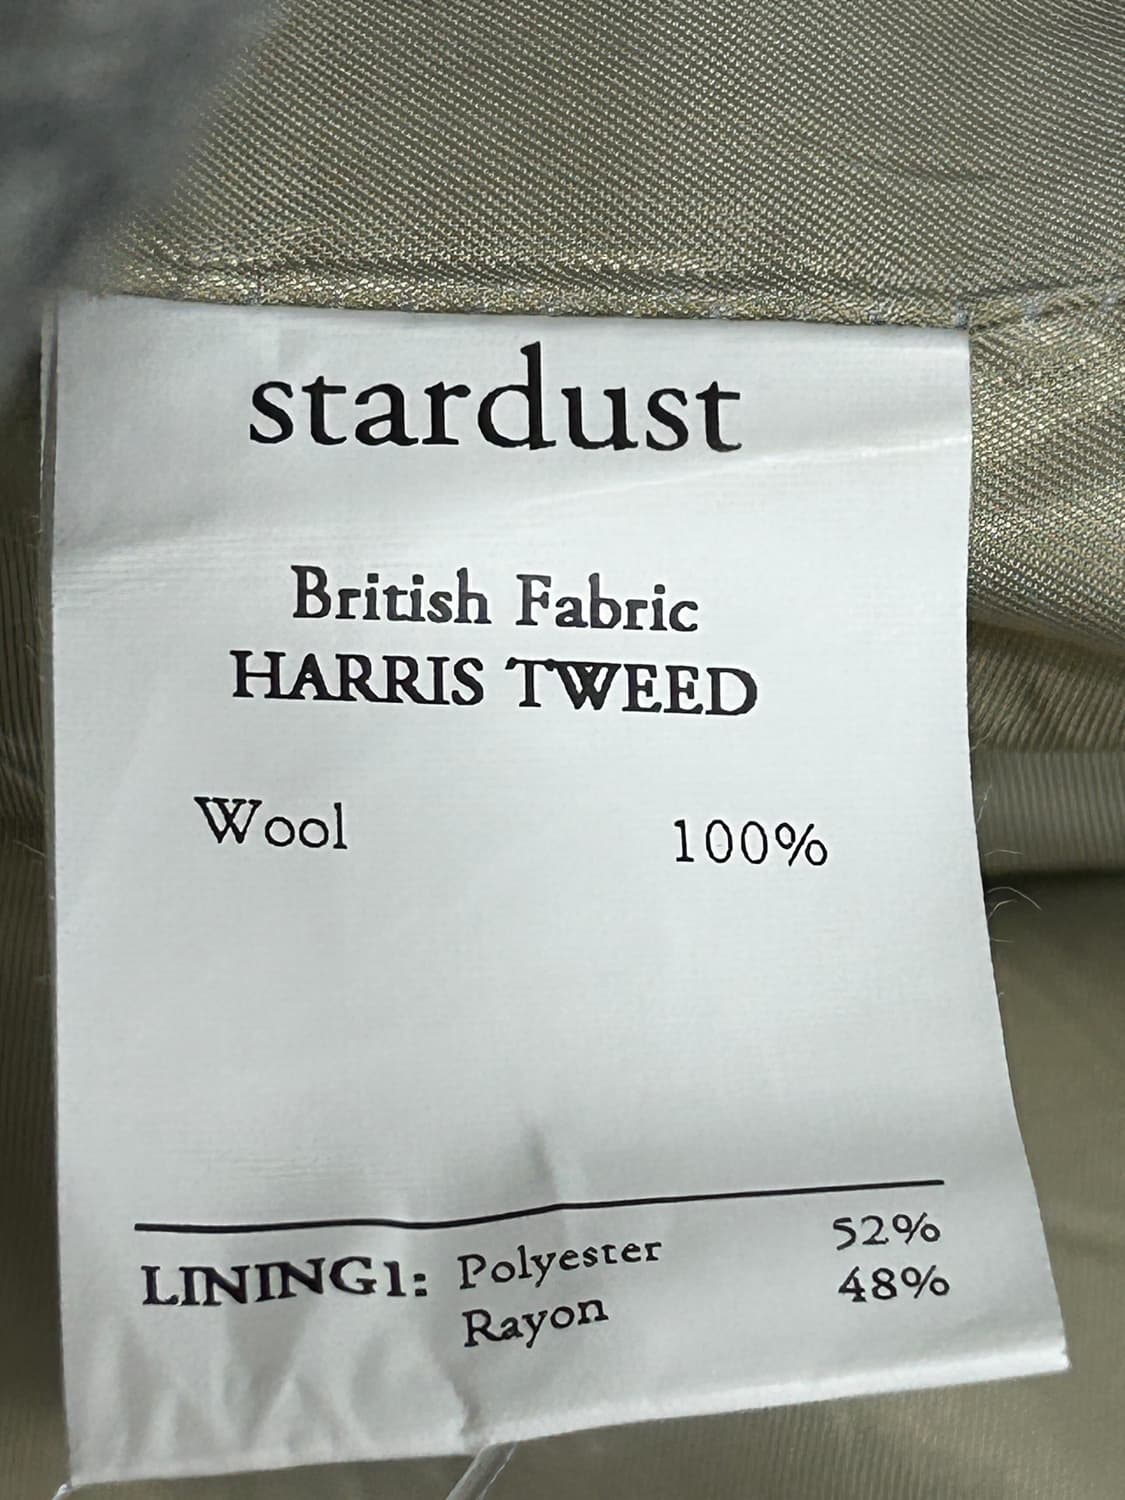 stardust
British Fabric
HARRIS TWEED
Wool 100%
LINING1: Polyester 52%
Rayon 48%